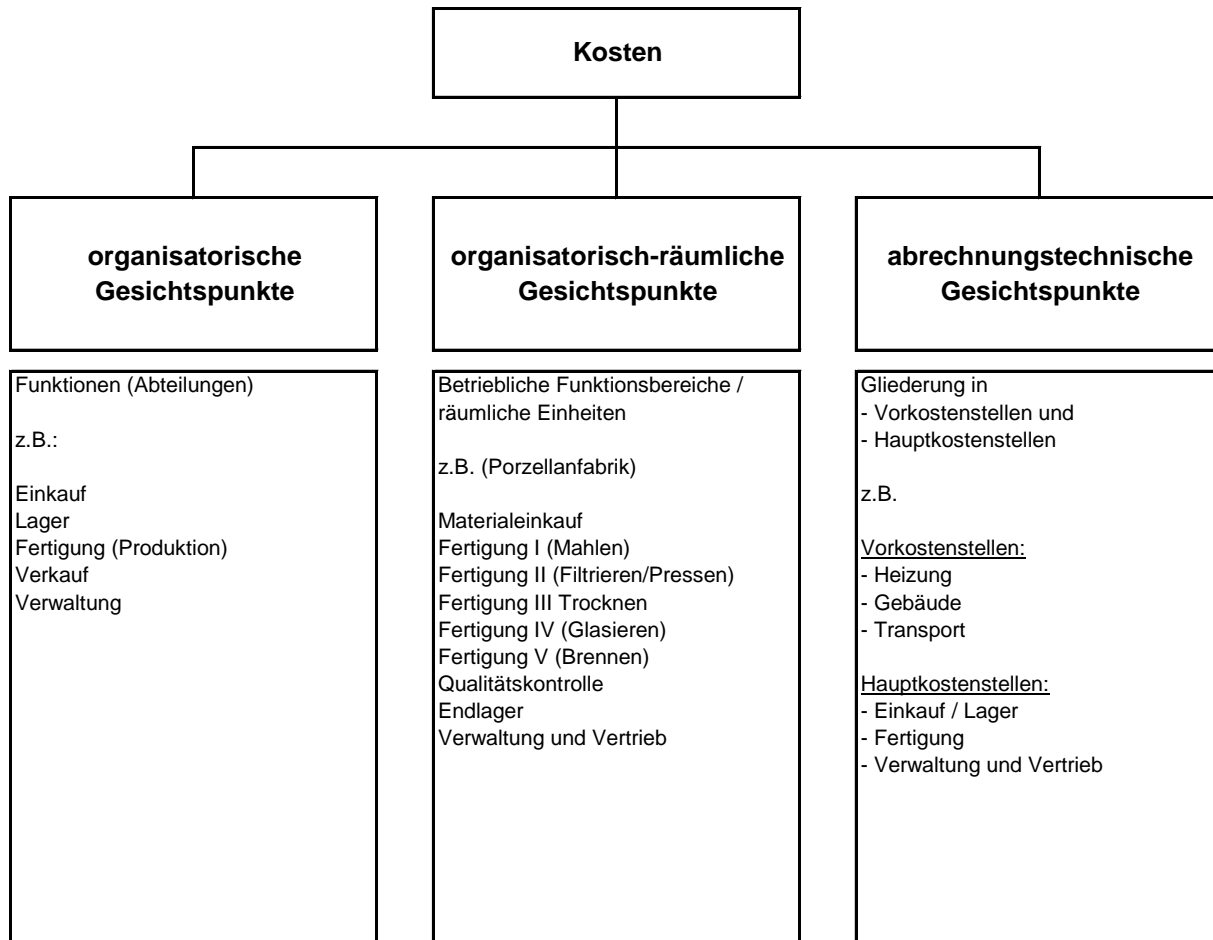 Kosten
organisatorische
Gesichtspunkte
organisatorisch-räumliche
Gesichtspunkte
abrechnungstechnische
Gesichtspunkte
Funktionen (Abteilungen)
z.B.:
Einkauf
Lager
Fertigung (Produktion)
Verkauf
Verwaltung
Betriebliche Funktionsbereiche /
räumliche Einheiten
z.B. (Porzellanfabrik)
Materialeinkauf
Fertigung I (Mahlen)
Fertigung II (Filtrieren/Pressen)
Fertigung III Trocknen
Fertigung IV (Glasieren)
Fertigung V (Brennen)
Qualitätskontrolle
Endlager
Verwaltung und Vertrieb
Gliederung in
- Vorkostenstellen und
- Hauptkostenstellen
z.B.
Vorkostenstellen:
- Heizung
- Gebäude
- Transport
Hauptkostenstellen:
- Einkauf / Lager
- Fertigung
- Verwaltung und Vertrieb